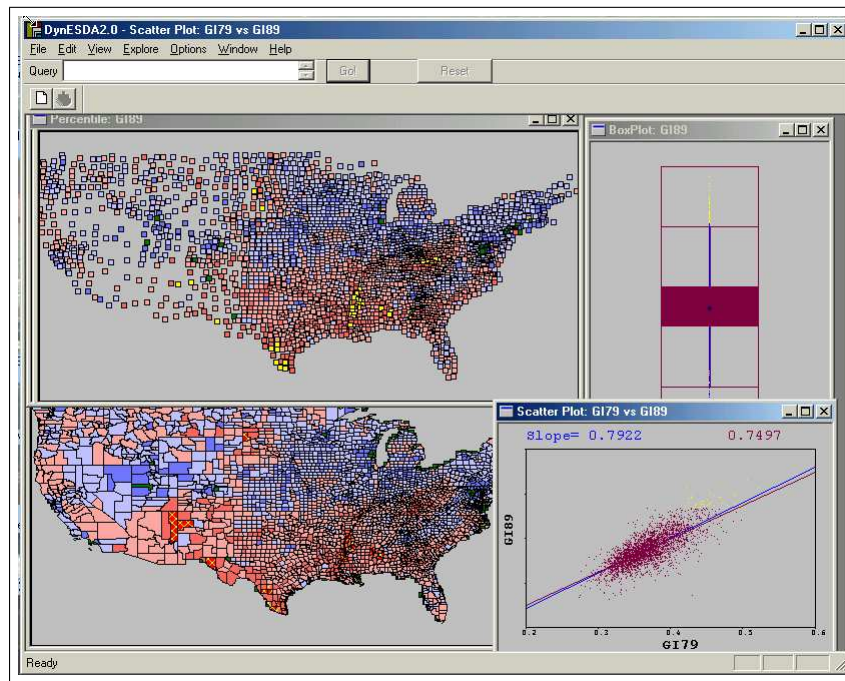 DynESDA2.0 - Scatter Plot: GI79 vs GI89
File Edit View Explore Options Window Help
Query Go! Reset
Percentile: GI89
BoxPlot: GI89
Scatter Plot: GI79 vs GI89
Slope= 0.7922 0.7497
GI89
0.2 0.3 0.4 0.5 0.6
GI79
Ready